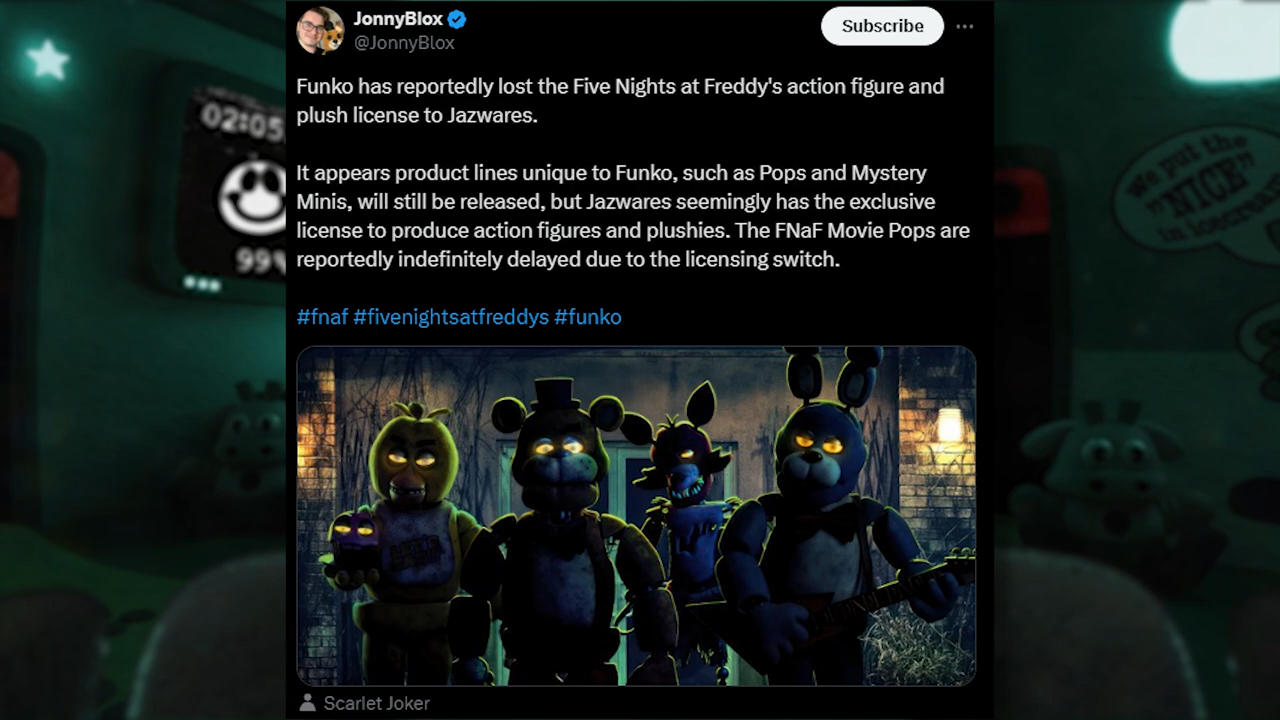 JonnyBlox
@JonnyBlox
Subscribe
Funko has reportedly lost the Five Nights at Freddy's action figure and
plush license to Jazwares.
It appears product lines unique to Funko, such as Pops and Mystery
Minis, will still be released, but Jazwares seemingly has the exclusive
license to produce action figures and plushies. The FNaF Movie Pops are
reportedly indefinitely delayed due to the licensing switch.
#fnaf #fivenightsatfreddys #funko
Scarlet Joker
02:05
99%
We put the
"NICE"
in icecream